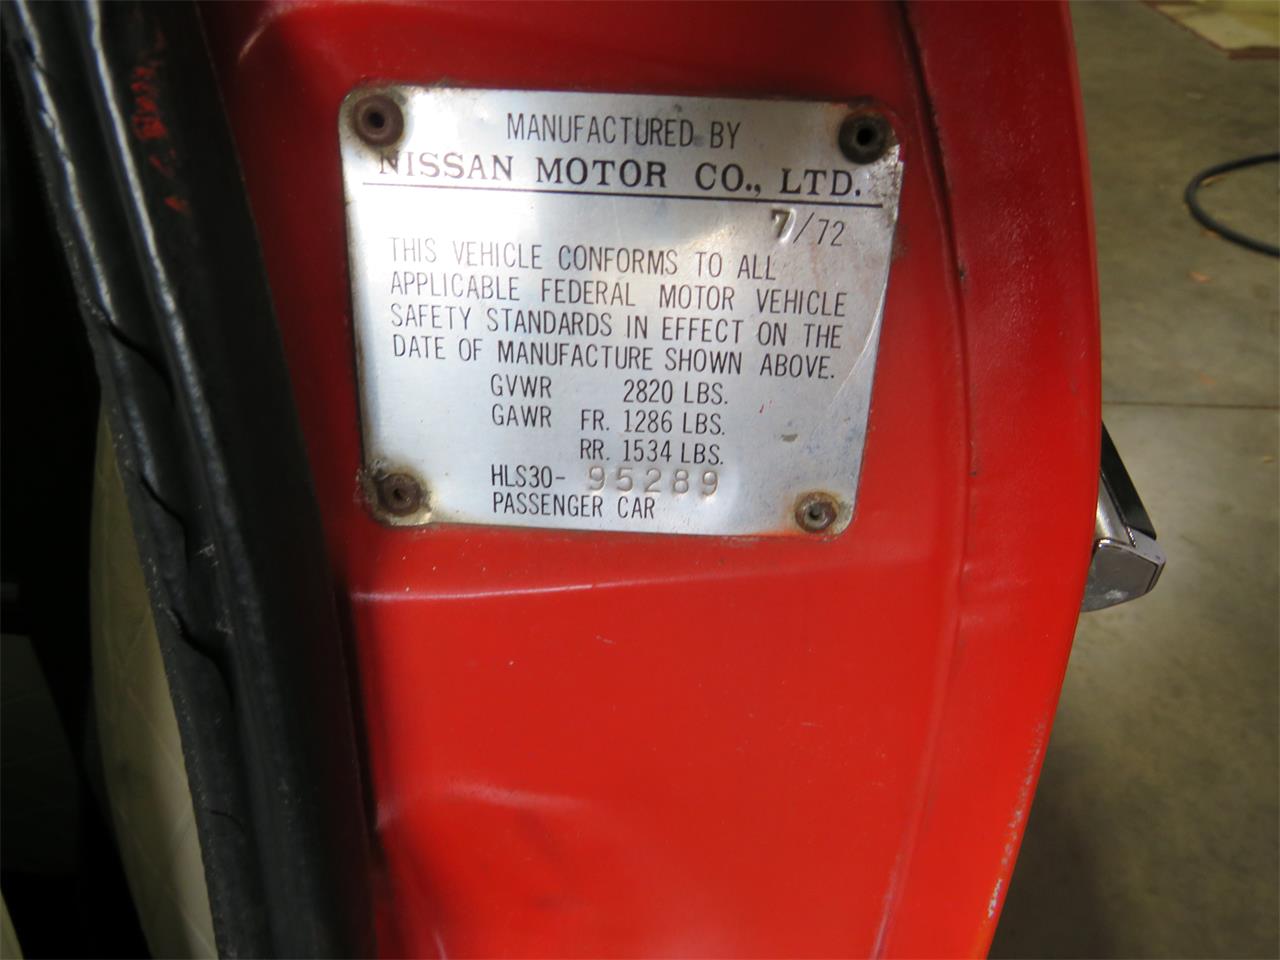 MANUFACTURED BY
NISSAN MOTOR CO., LTD.
7/72
THIS VEHICLE CONFORMS TO ALL
APPLICABLE FEDERAL MOTOR VEHICLE
SAFETY STANDARDS IN EFFECT ON THE
DATE OF MANUFACTURE SHOWN ABOVE.
GVWR 2820 LBS.
GAWR FR. 1286 LBS.
RR. 1534 LBS.
HLS30- 95289
PASSENGER CAR